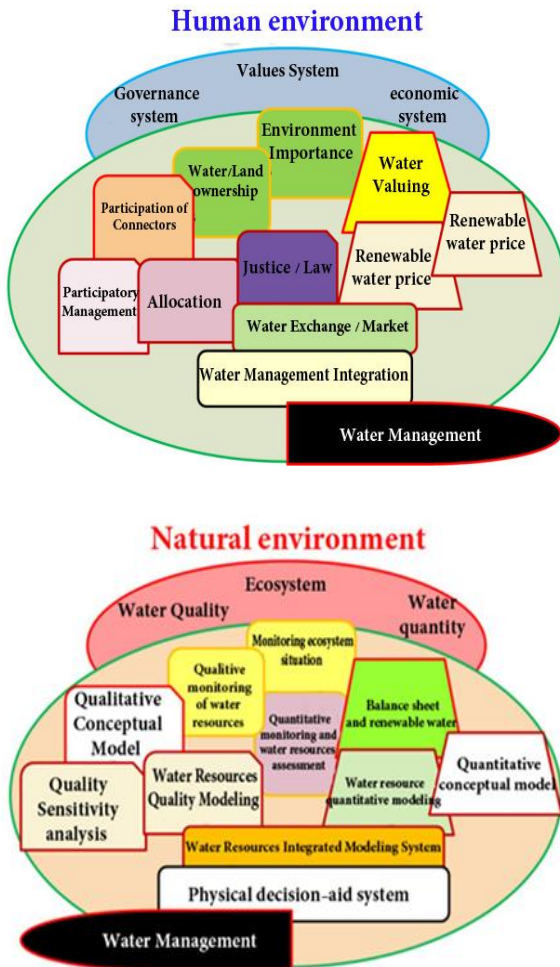 Human environment
Values System
Governance
system
economic
system
Environment
Importance
Water/Land
ownership
Water
Valuing
Participation of
Connectors
Renewable
water price
Justice / Law
Renewable
water price
Participatory
Management
Allocation
Water Exchange / Market
Water Management Integration
Water Management
Natural environment
Ecosystem
Water Quality
Water
quantity
Monitoring ecosystem
situation
Qualitive
monitoring
of water
resources
Balance sheet
and renewable water
Qualitative
Conceptual
Model
Quantitative
monitoring and
water resources
assessment
Quantitative
conceptual model
Quality
Sensitivity
analysis
Water Resources
Quality Modeling
Water resource
quantitative modeling
Water Resources Integrated Modeling System
Physical decision-aid system
Water Management